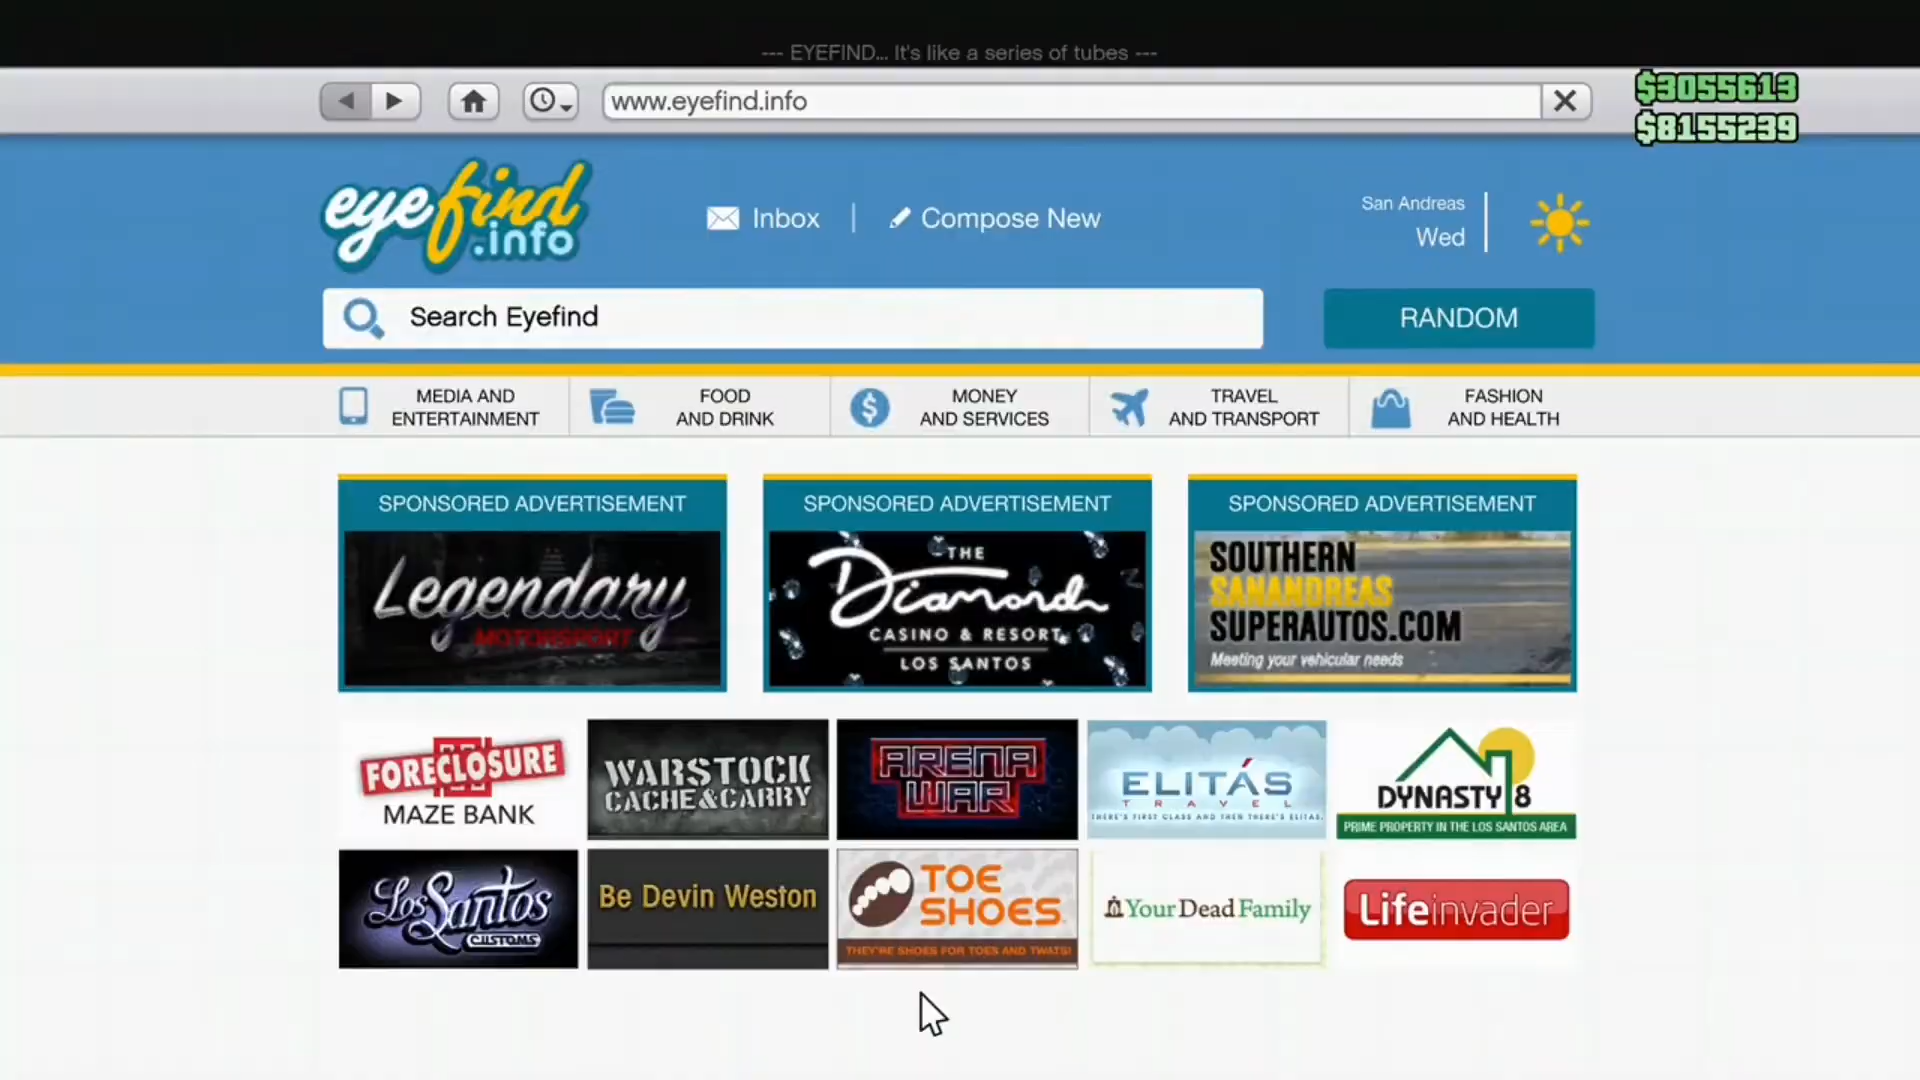 --- EYEFIND... It's like a series of tubes ---
www.eyefind.info
$3055613
$8155239
eyefind
.info
Inbox
Compose New
San Andreas
Wed
Search Eyefind
RANDOM
MEDIA AND
ENTERTAINMENT
FOOD
AND DRINK
MONEY
AND SERVICES
TRAVEL
AND TRANSPORT
FASHION
AND HEALTH
SPONSORED ADVERTISEMENT
Legendary
MOTORSPORT
SPONSORED ADVERTISEMENT
THE
Diamond
CASINO & RESORT
LOS SANTOS
SPONSORED ADVERTISEMENT
SOUTHERN
SANANDREAS
SUPERAUTOS.COM
Meeting your vehicular needs
FORECLOSURE
MAZE BANK
WARSTOCK
CACHE&CARRY
ARENA
WAR
ELITÁS
TRAVEL
THERE'S FIRST CLASS AND THEN THERE'S ELITAS.
DYNASTY 8
PRIME PROPERTY IN THE LOS SANTOS AREA
Los Santos
CUSTOMS
Be Devin Weston
TOE
SHOES
THEY'RE SHOES FOR TOES AND TWATS!
YourDeadFamily
Lifeinvader